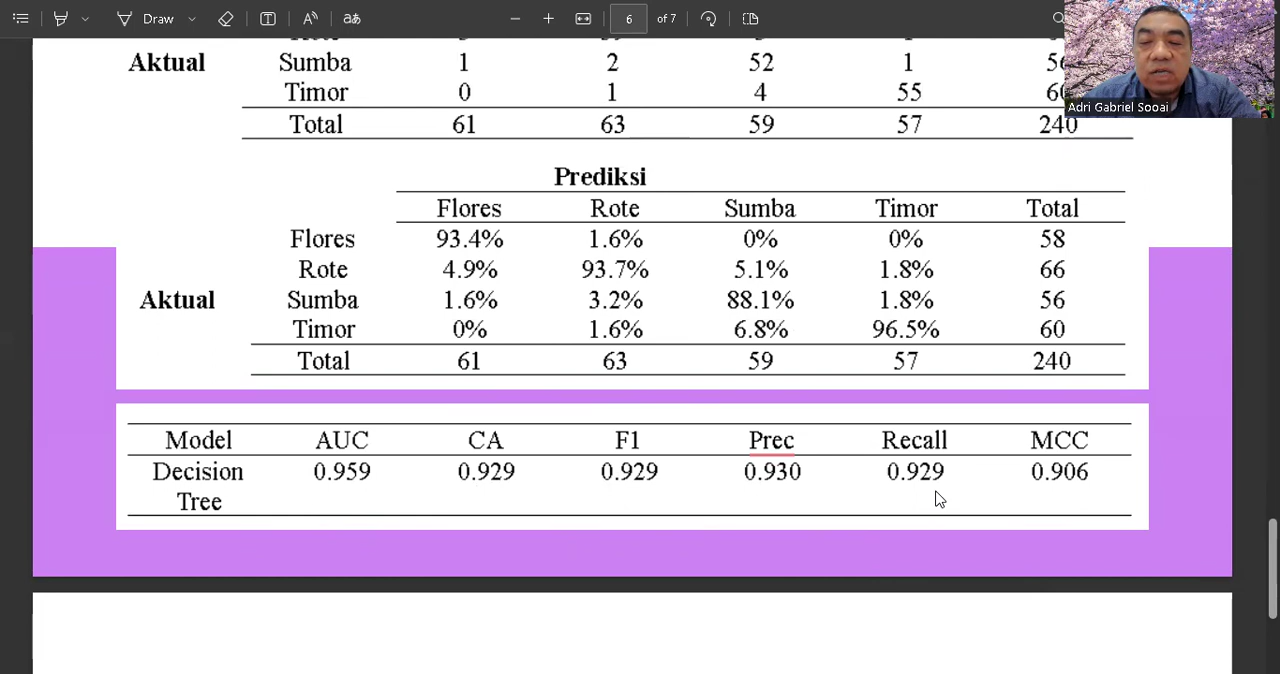 Draw
aあ
6 of 7
Aktual Sumba 1 2 52 1
Timor 0 1 4 55
Total 61 63 59 57 240
Adri Gabriel Sooai
Prediksi
Flores Rote Sumba Timor Total
Flores 93.4% 1.6% 0% 0% 58
Rote 4.9% 93.7% 5.1% 1.8% 66
Aktual Sumba 1.6% 3.2% 88.1% 1.8% 56
Timor 0% 1.6% 6.8% 96.5% 60
Total 61 63 59 57 240
Model AUC CA F1 Prec Recall MCC
Decision 0.959 0.929 0.929 0.930 0.929 0.906
Tree